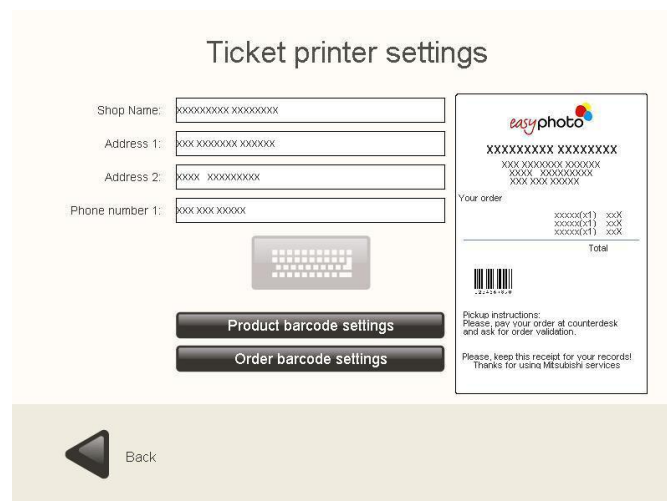 Ticket printer settings
Shop Name: XXXXXXXXX XXXXXXXX
Address 1: XXX XXXXXXX XXXXXX
Address 2: XXXX XXXXXXXXX
Phone number 1: XXX XXX XXXXX
Product barcode settings
Order barcode settings
easyphoto
XXXXXXXXX XXXXXXXX
XXX XXXXXXX XXXXXX
XXXX XXXXXXXXX
XXX XXX XXXXX
Your order
xxxxx(x1) xxX
xxxxx(x1) xxX
xxxxx(x1) xxX
Total
Pickup instructions:
Please, pay your order at counterdesk
and ask for order validation.
Please, keep this receipt for your records!
Thanks for using Mitsubishi services
Back